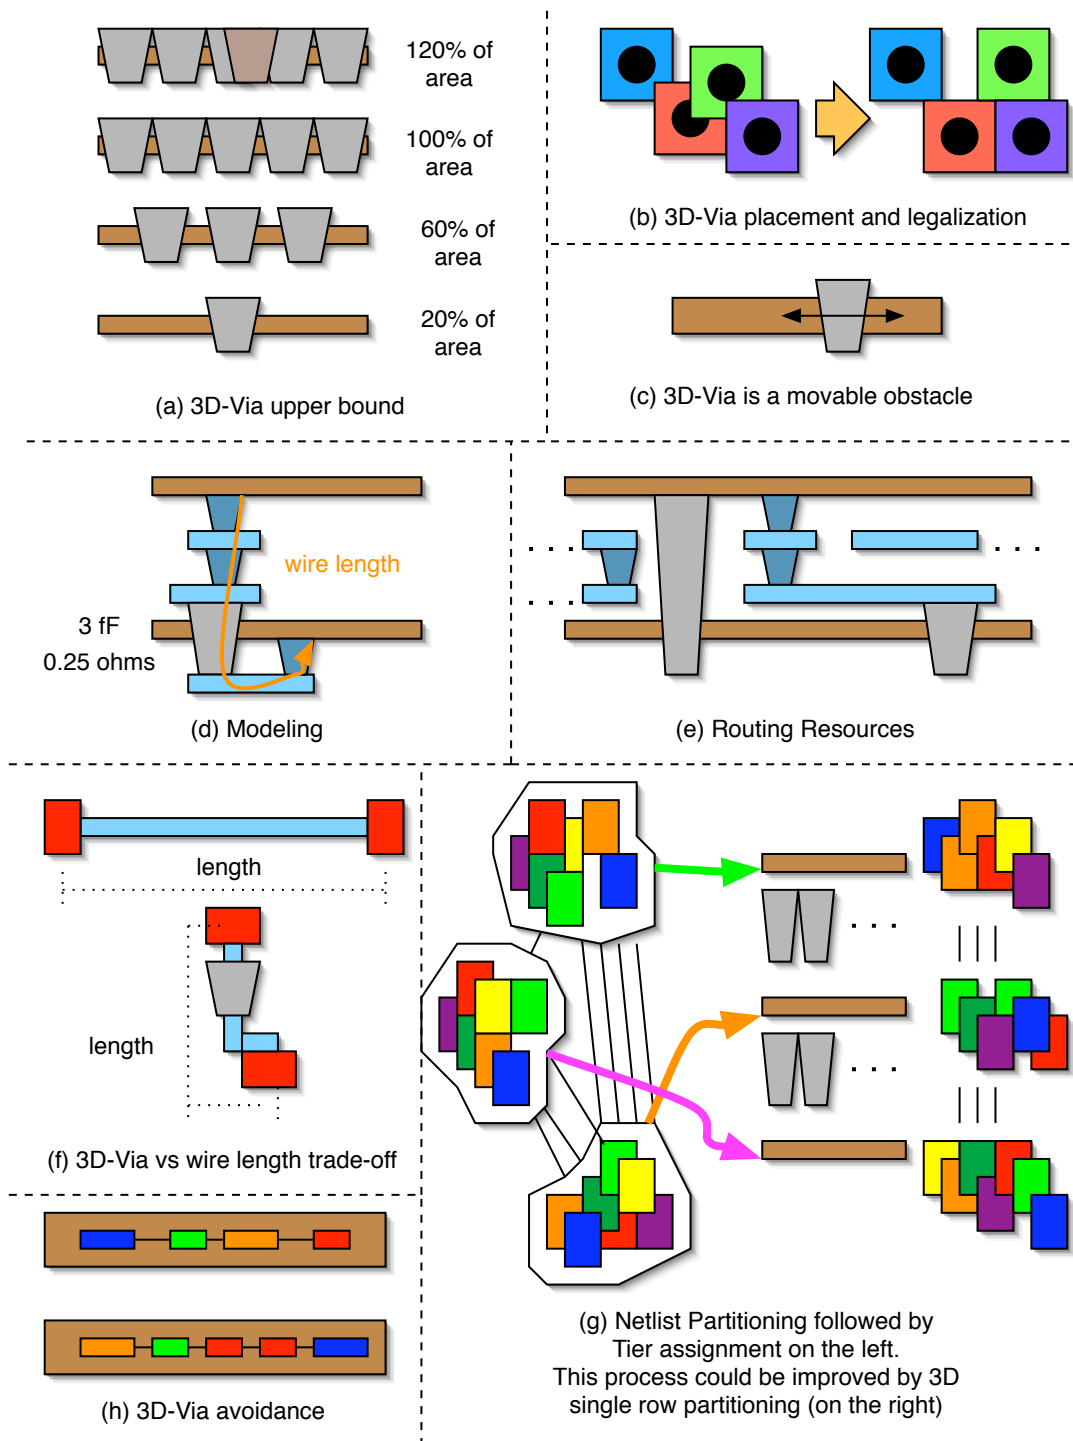 120% of
area
100% of
area
60% of
area
20% of
area
(a) 3D-Via upper bound
(b) 3D-Via placement and legalization
(c) 3D-Via is a movable obstacle
wire length
3 fF
0.25 ohms
(d) Modeling
. . .
. . .
. . .
(e) Routing Resources
length
length
(f) 3D-Via vs wire length trade-off
. . .
. . .
(g) Netlist Partitioning followed by
Tier assignment on the left.
This process could be improved by 3D
single row partitioning (on the right)
(h) 3D-Via avoidance